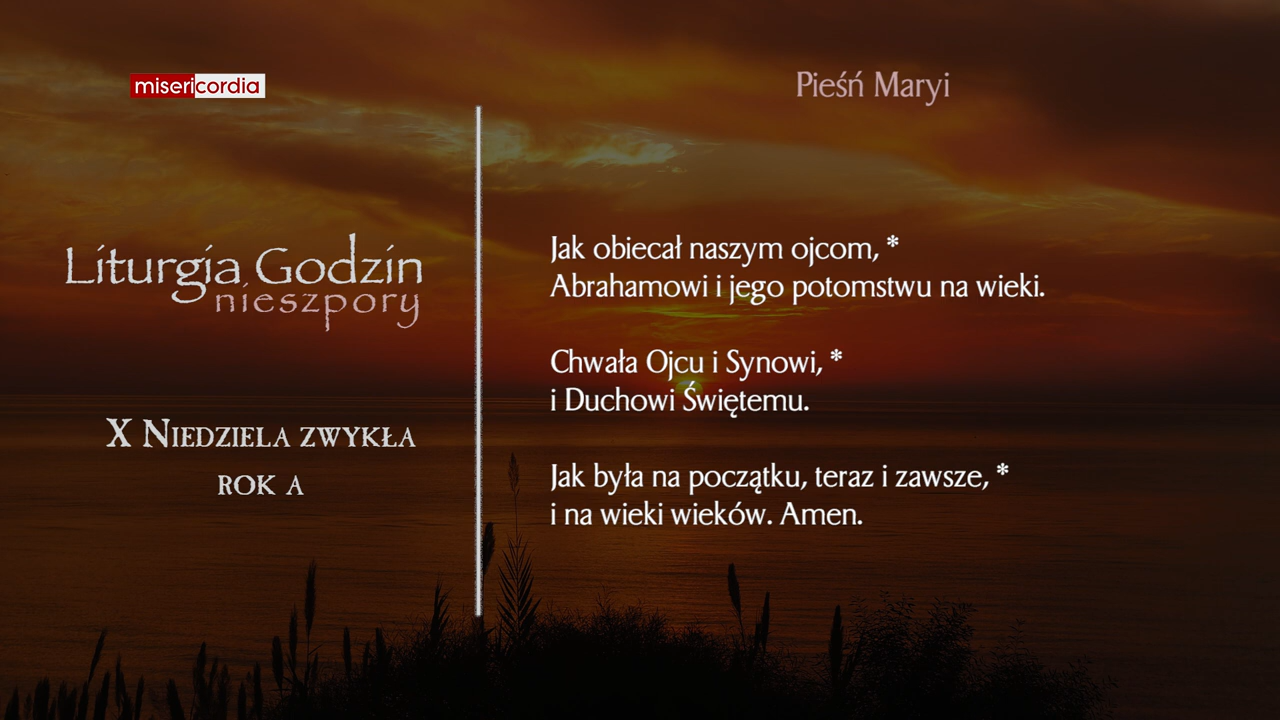 misericordia
Liturgia Godzin
nieszpory
X Niedziela zwykła
rok A
Pieśń Maryi
Jak obiecał naszym ojcom, *
Abrahamowi i jego potomstwu na wieki.
Chwała Ojcu i Synowi, *
i Duchowi Świętemu.
Jak była na początku, teraz i zawsze, *
i na wieki wieków. Amen.